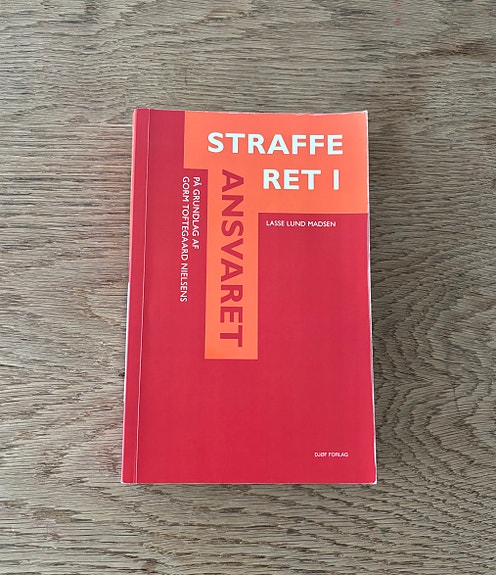 STRAFFE
RET I
ANSVARET
LASSE LUND MADSEN
PÅ GRUNDLAG AF
GORM TOFTEGAARD NIELSENS
DJØF FORLAG